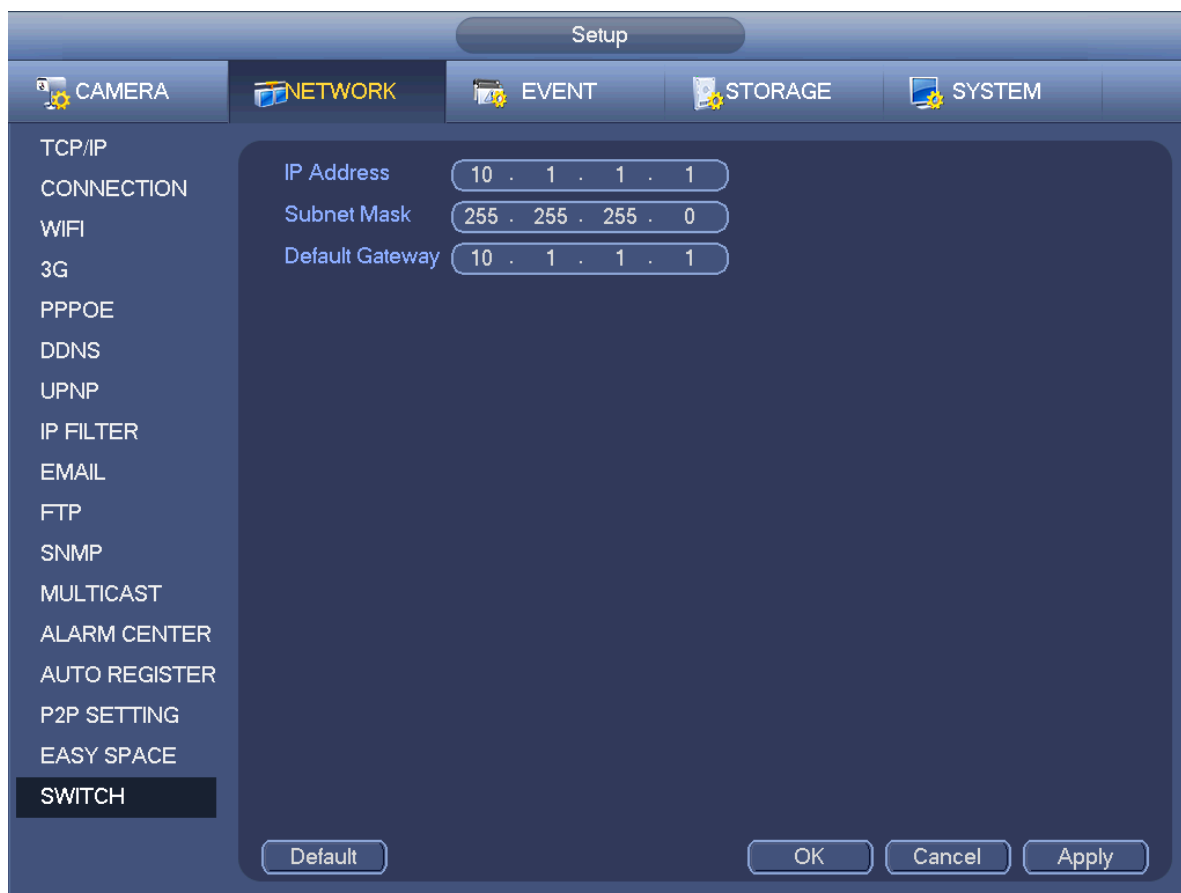 Setup
CAMERA NETWORK EVENT STORAGE SYSTEM
TCP/IP
CONNECTION
WIFI
3G
PPPOE
DDNS
UPNP
IP FILTER
EMAIL
FTP
SNMP
MULTICAST
ALARM CENTER
AUTO REGISTER
P2P SETTING
EASY SPACE
SWITCH
IP Address 10 . 1 . 1 . 1
Subnet Mask 255 . 255 . 255 . 0
Default Gateway 10 . 1 . 1 . 1
Default OK Cancel Apply